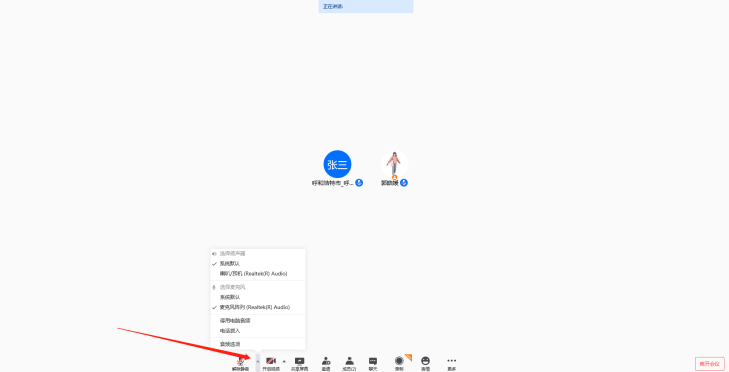 正在讲话:
张三
呼和浩特市_呼...
郭晓媛
选择扬声器
系统默认
喇叭/耳机 (Realtek(R) Audio)
选择麦克风
系统默认
麦克风阵列 (Realtek(R) Audio)
停用电脑音频
电话拨入
音频选项
解除静音
开启视频
共享屏幕
邀请
成员(2)
聊天
录制
表情
更多
离开会议